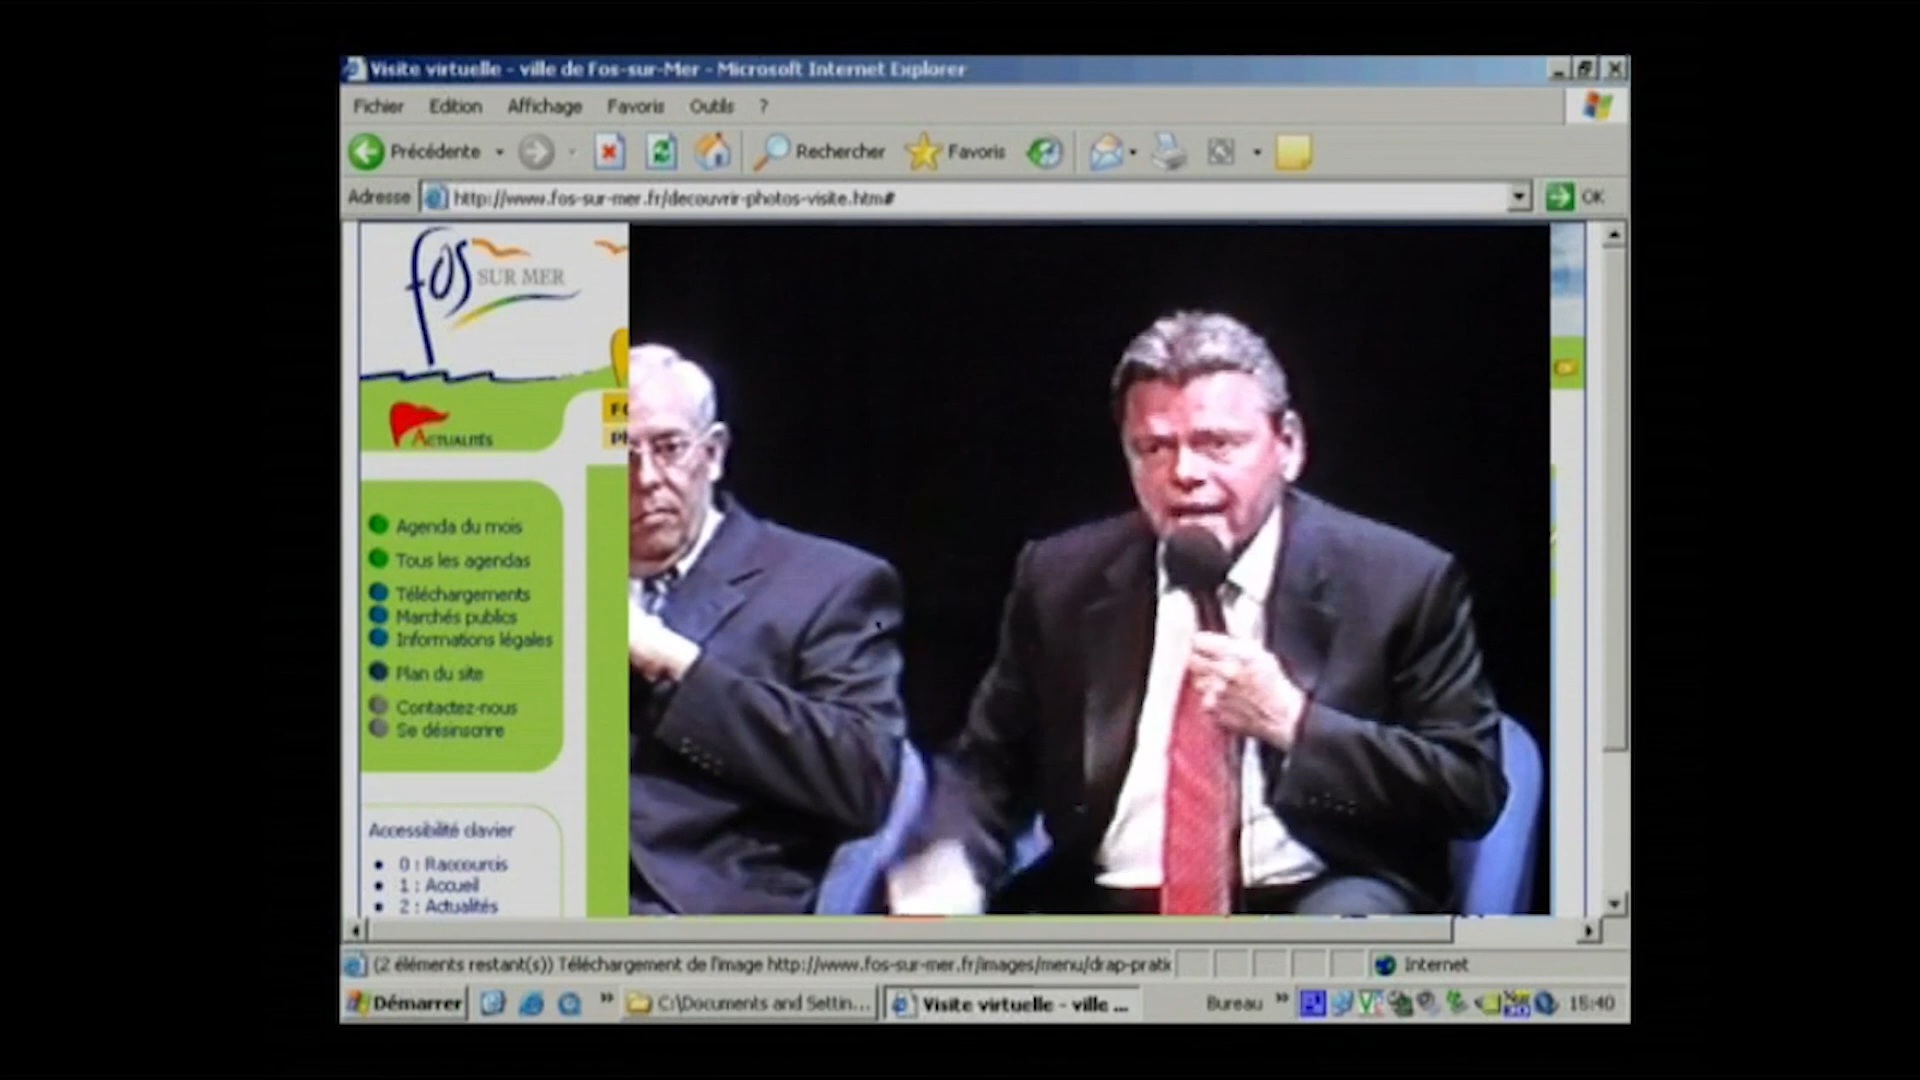 Visite virtuelle - ville de Fos-sur-Mer - Microsoft Internet Explorer
Fichier Edition Affichage Favoris Outils ?
Précédente Rechercher Favoris
Adresse http://www.fos-sur-mer.fr/decouvrir-photos-visite.htm# OK
fos SUR MER
ACTUALITÉS
Agenda du mois
Tous les agendas
Téléchargements
Marchés publics
Informations légales
Plan du site
Contactez-nous
Se désinscrire
Accessibilité clavier
0 : Raccourcis
1 : Accueil
2 : Actualités
(2 éléments restant(s)) Téléchargement de l'image http://www.fos-sur-mer.fr/images/menu/drap-pratic Internet
Démarrer » C:\Documents and Settin... Visite virtuelle - ville ... Bureau » 15:40